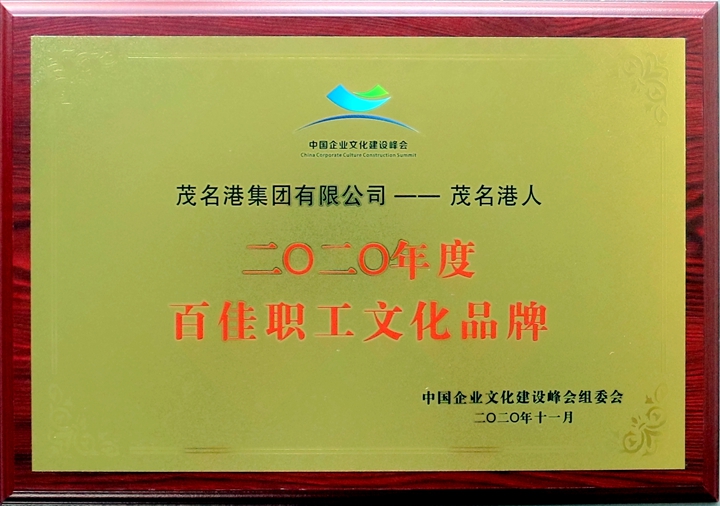 中国企业文化建设峰会
China Corporate Culture Construction Summit
茂名港集团有限公司 —— 茂名港人
二〇二〇年度
百佳职工文化品牌
中国企业文化建设峰会组委会
二〇二〇年十一月